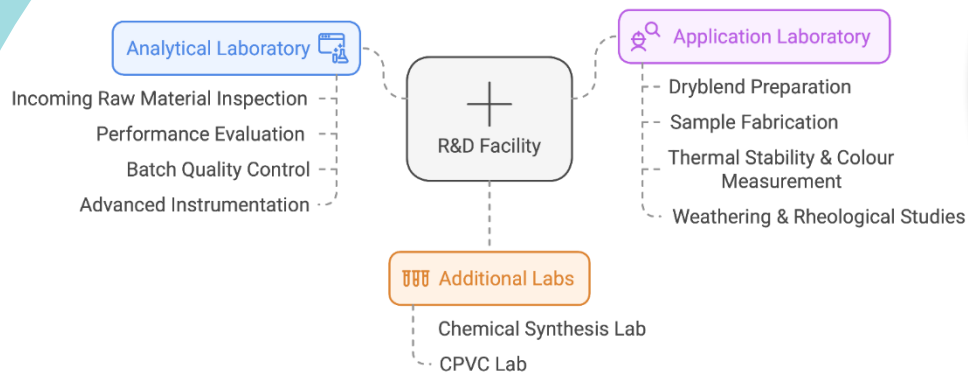 Analytical Laboratory
Incoming Raw Material Inspection
Performance Evaluation
Batch Quality Control
Advanced Instrumentation
R&D Facility
Application Laboratory
Dryblend Preparation
Sample Fabrication
Thermal Stability & Colour
Measurement
Weathering & Rheological Studies
Additional Labs
Chemical Synthesis Lab
CPVC Lab